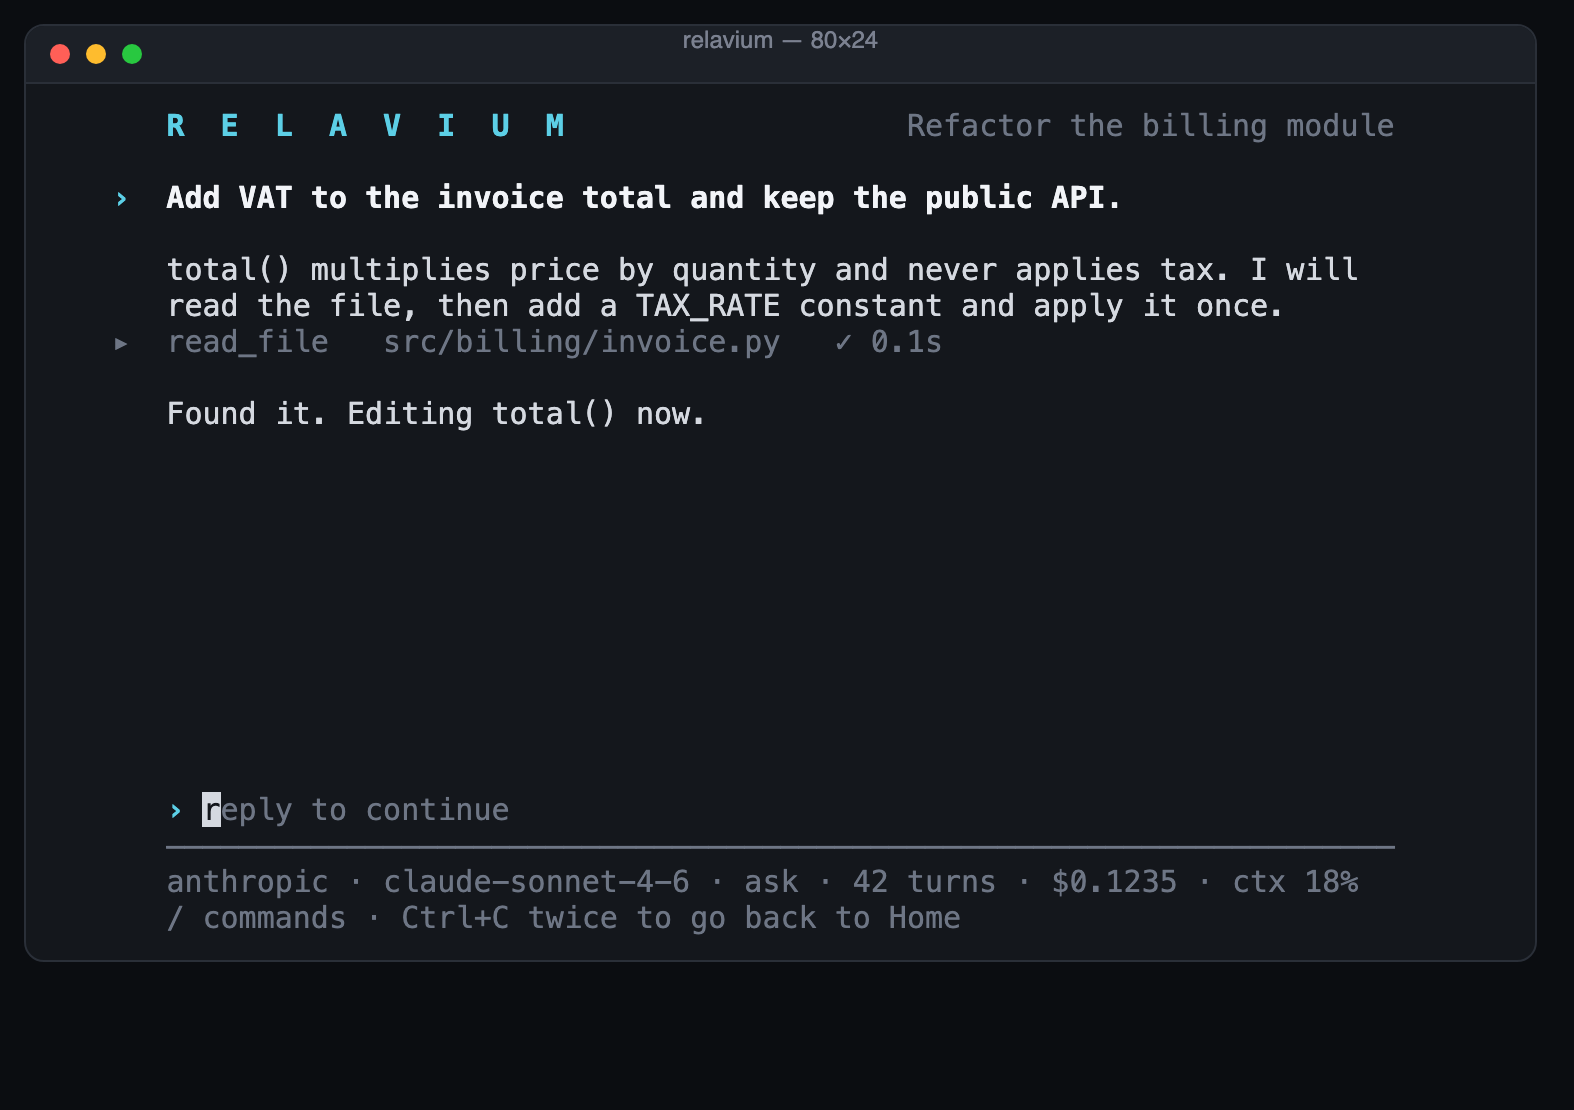 relavium — 80×24
R E L A V I U M Refactor the billing module
› Add VAT to the invoice total and keep the public API.
total() multiplies price by quantity and never applies tax. I will
read the file, then add a TAX_RATE constant and apply it once.
▸ read_file src/billing/invoice.py ✓ 0.1s
Found it. Editing total() now.
› reply to continue
anthropic · claude-sonnet-4-6 · ask · 42 turns · $0.1235 · ctx 18%
/ commands · Ctrl+C twice to go back to Home